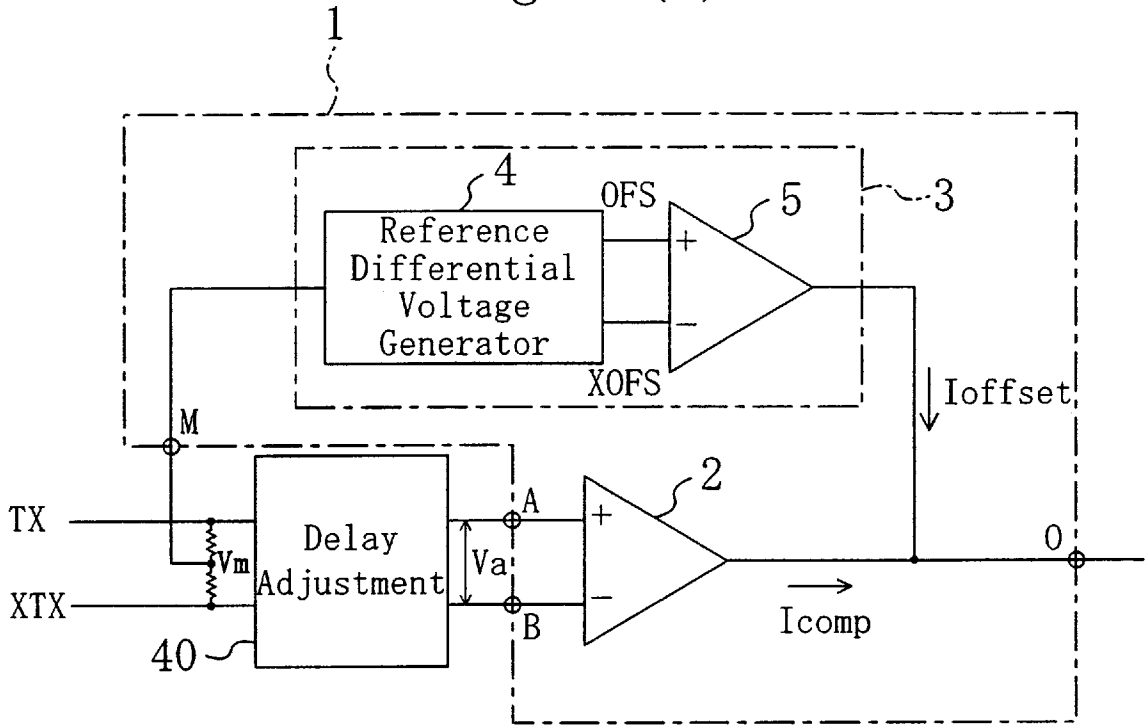 1
4
OFS
5
3
Reference
Differential
Voltage
Generator
+
−
XOFS
Ioffset
M
2
TX
A
+
O
Vm
Delay
Adjustment
Va
XTX
−
B
Icomp
40